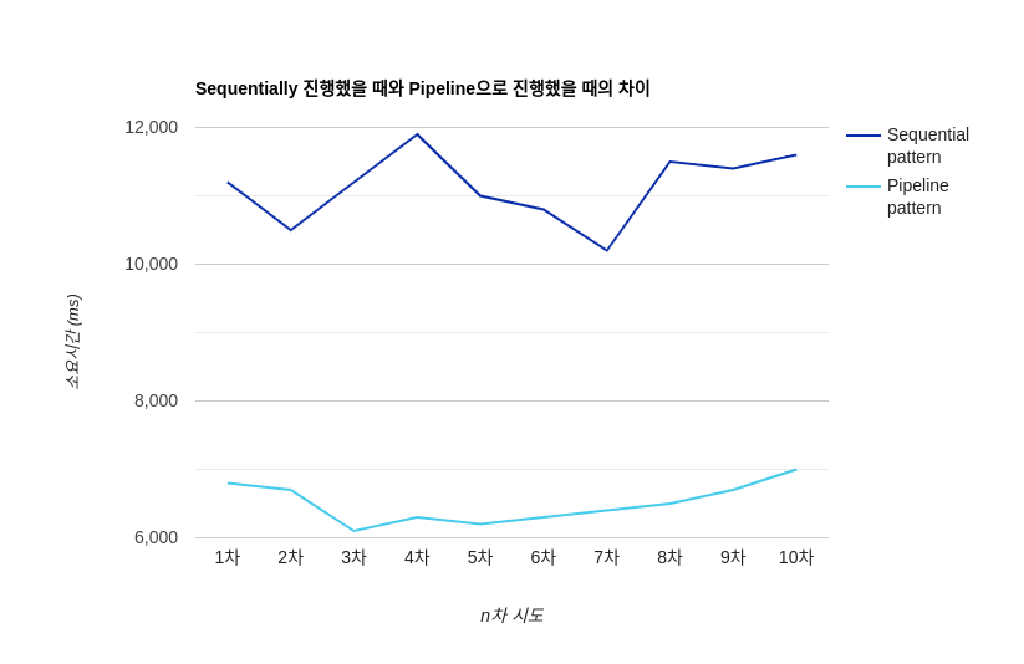 Sequentially 진행했을 때와 Pipeline으로 진행했을 때의 차이
12,000
10,000
8,000
6,000
소요시간 (ms)
1차 2차 3차 4차 5차 6차 7차 8차 9차 10차
n차 시도
Sequential
pattern
Pipeline
pattern